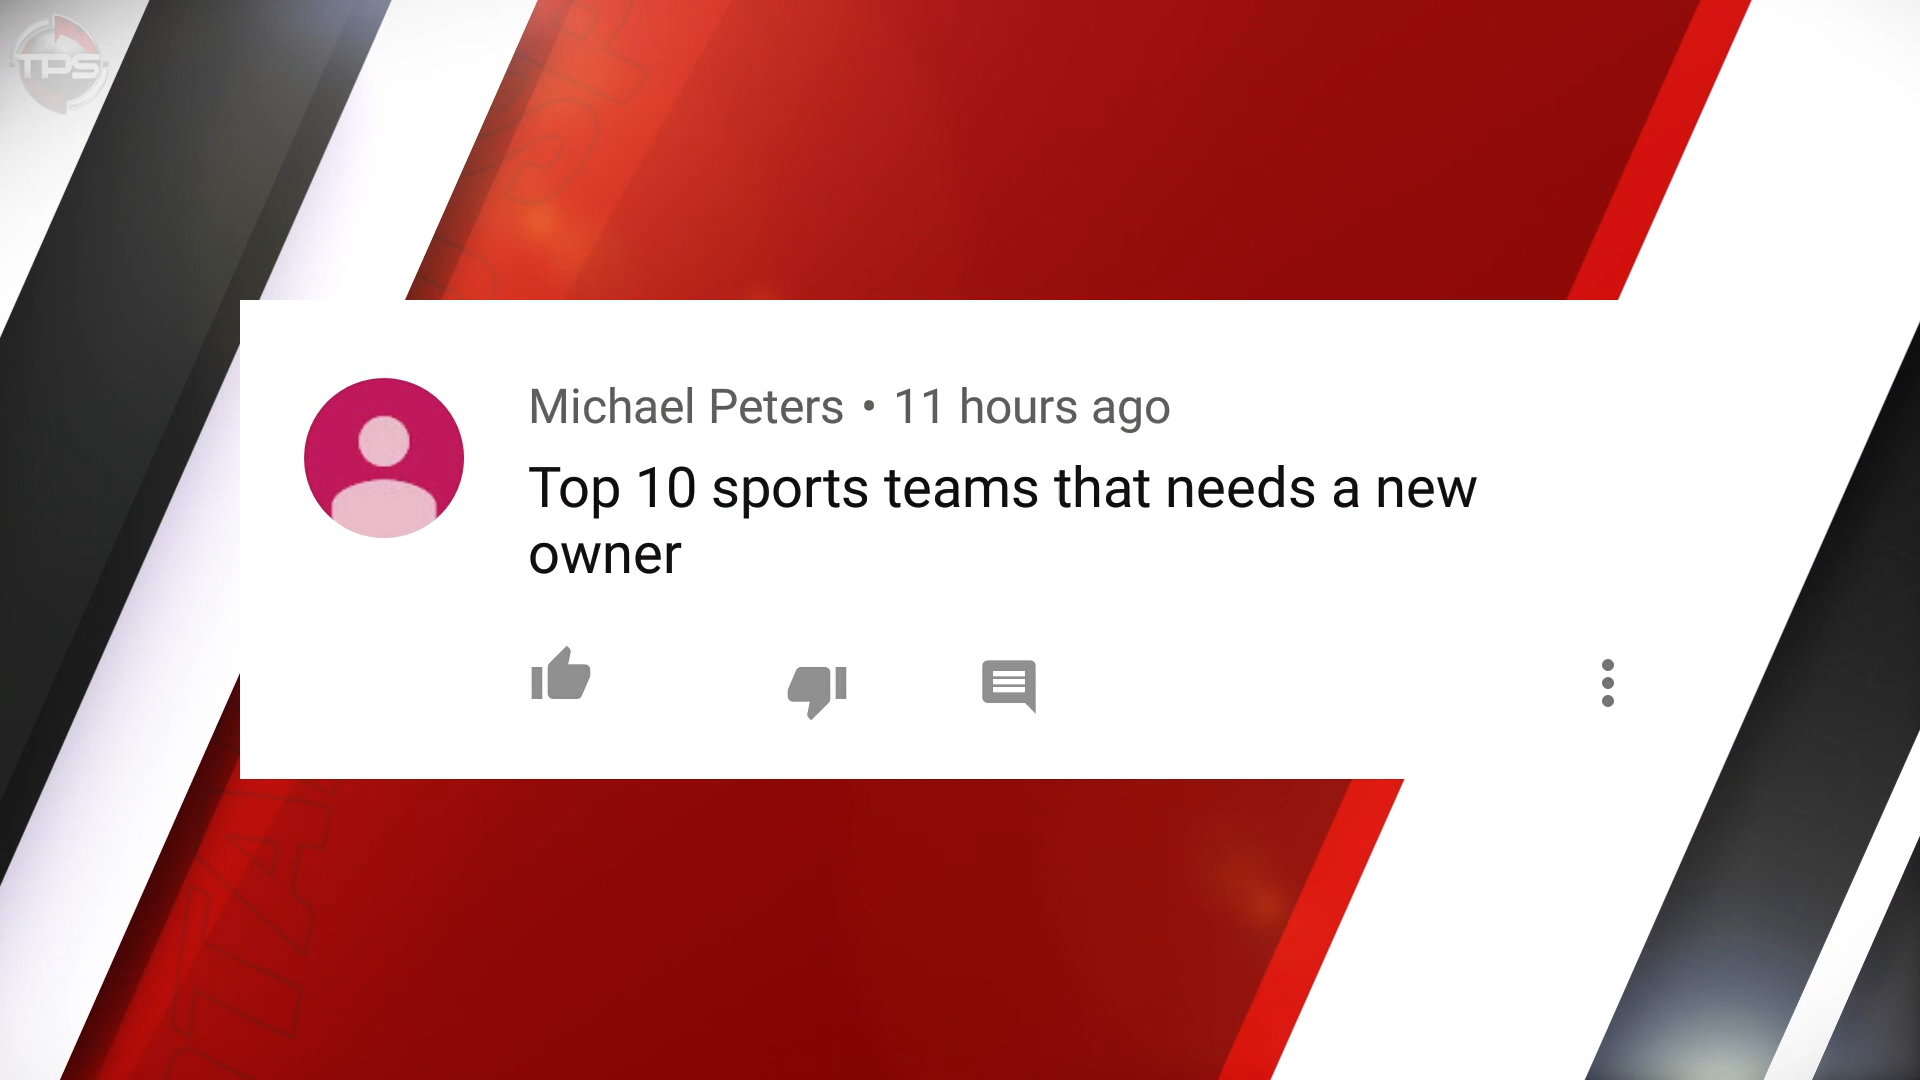 TPS
Michael Peters • 11 hours ago
Top 10 sports teams that needs a new
owner